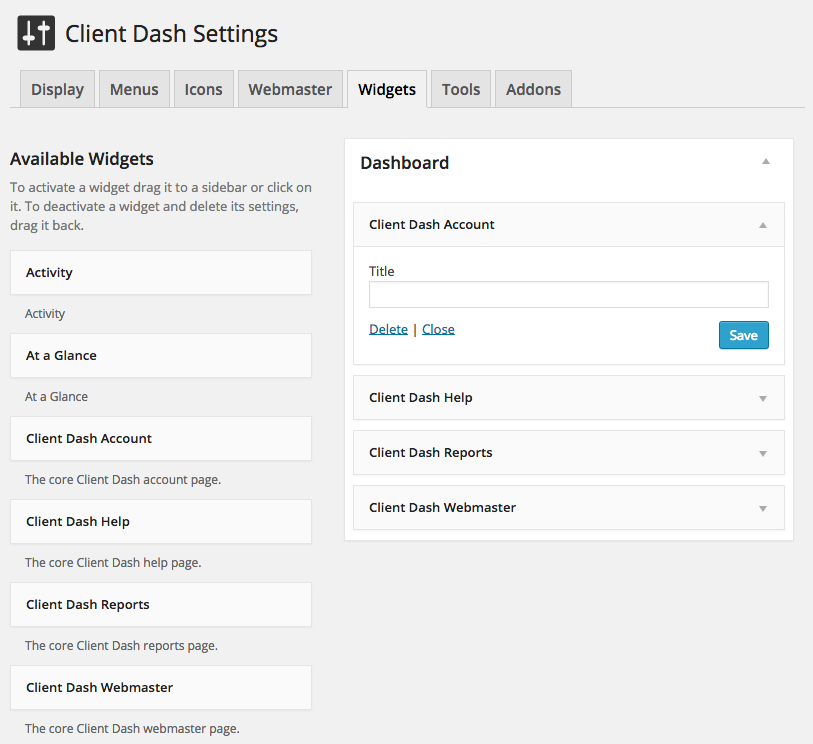 Client Dash Settings
Display Menus Icons Webmaster Widgets Tools Addons
Available Widgets
To activate a widget drag it to a sidebar or click on
it. To deactivate a widget and delete its settings,
drag it back.
Activity
Activity
At a Glance
At a Glance
Client Dash Account
The core Client Dash account page.
Client Dash Help
The core Client Dash help page.
Client Dash Reports
The core Client Dash reports page.
Client Dash Webmaster
The core Client Dash webmaster page.
Dashboard
Client Dash Account
Title
Delete | Close
Save
Client Dash Help
Client Dash Reports
Client Dash Webmaster